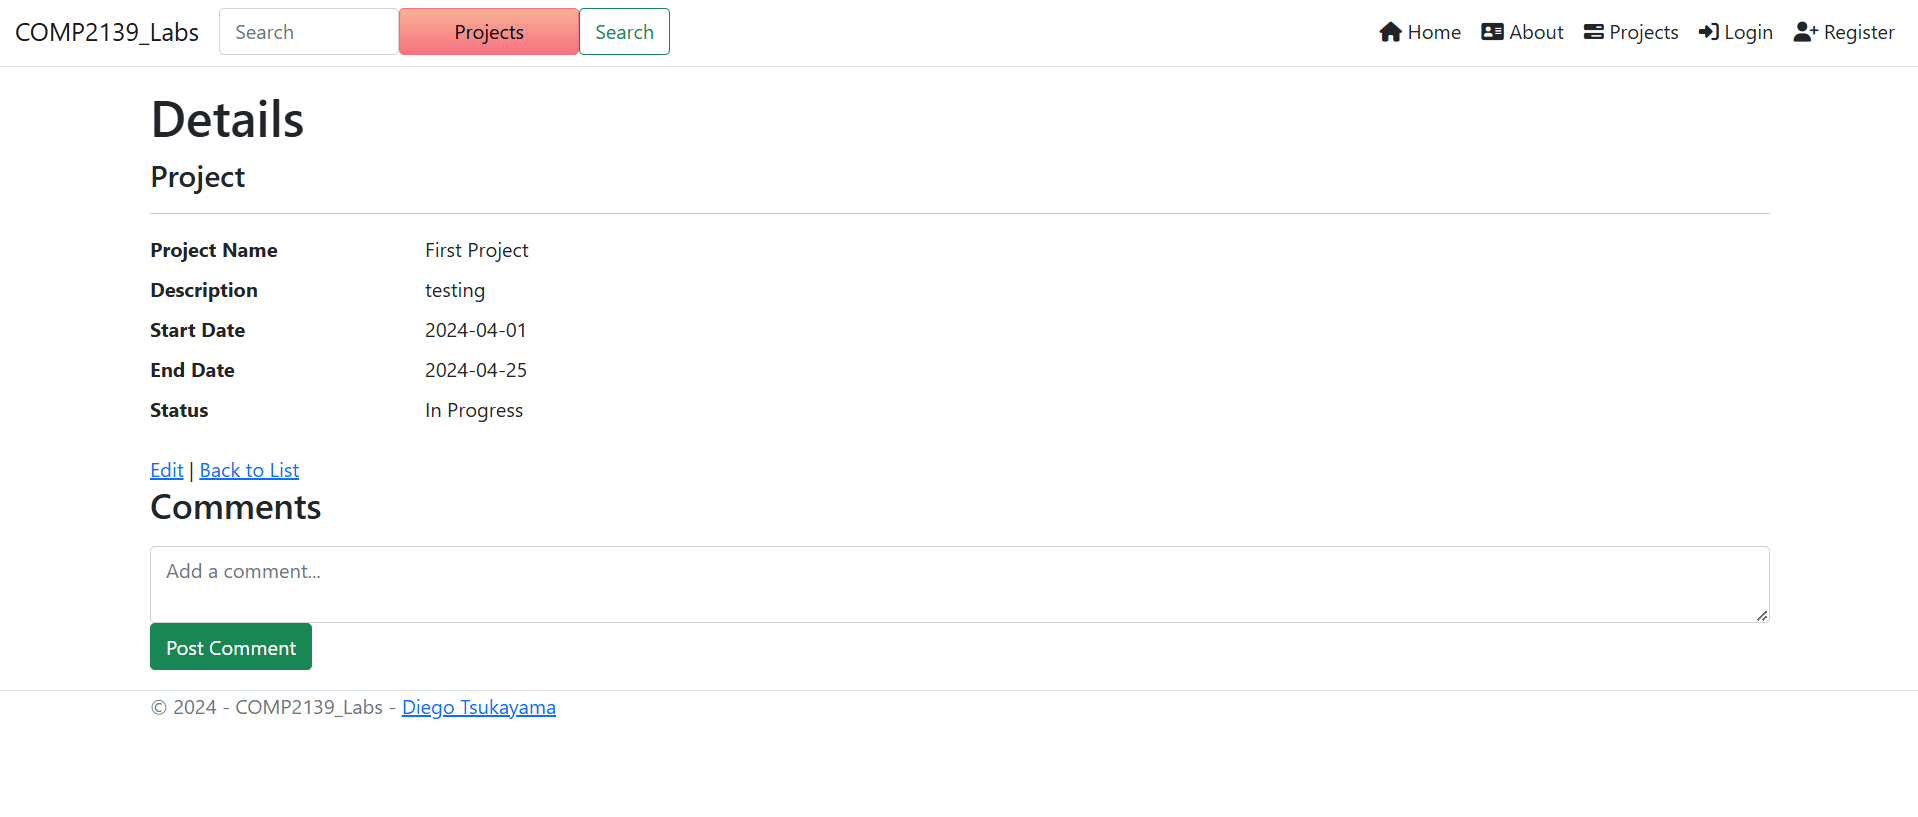 COMP2139_Labs Search Projects Search Home About Projects Login Register
Details
Project
Project Name First Project
Description testing
Start Date 2024-04-01
End Date 2024-04-25
Status In Progress
Edit | Back to List
Comments
Add a comment...
Post Comment
© 2024 - COMP2139_Labs - Diego Tsukayama